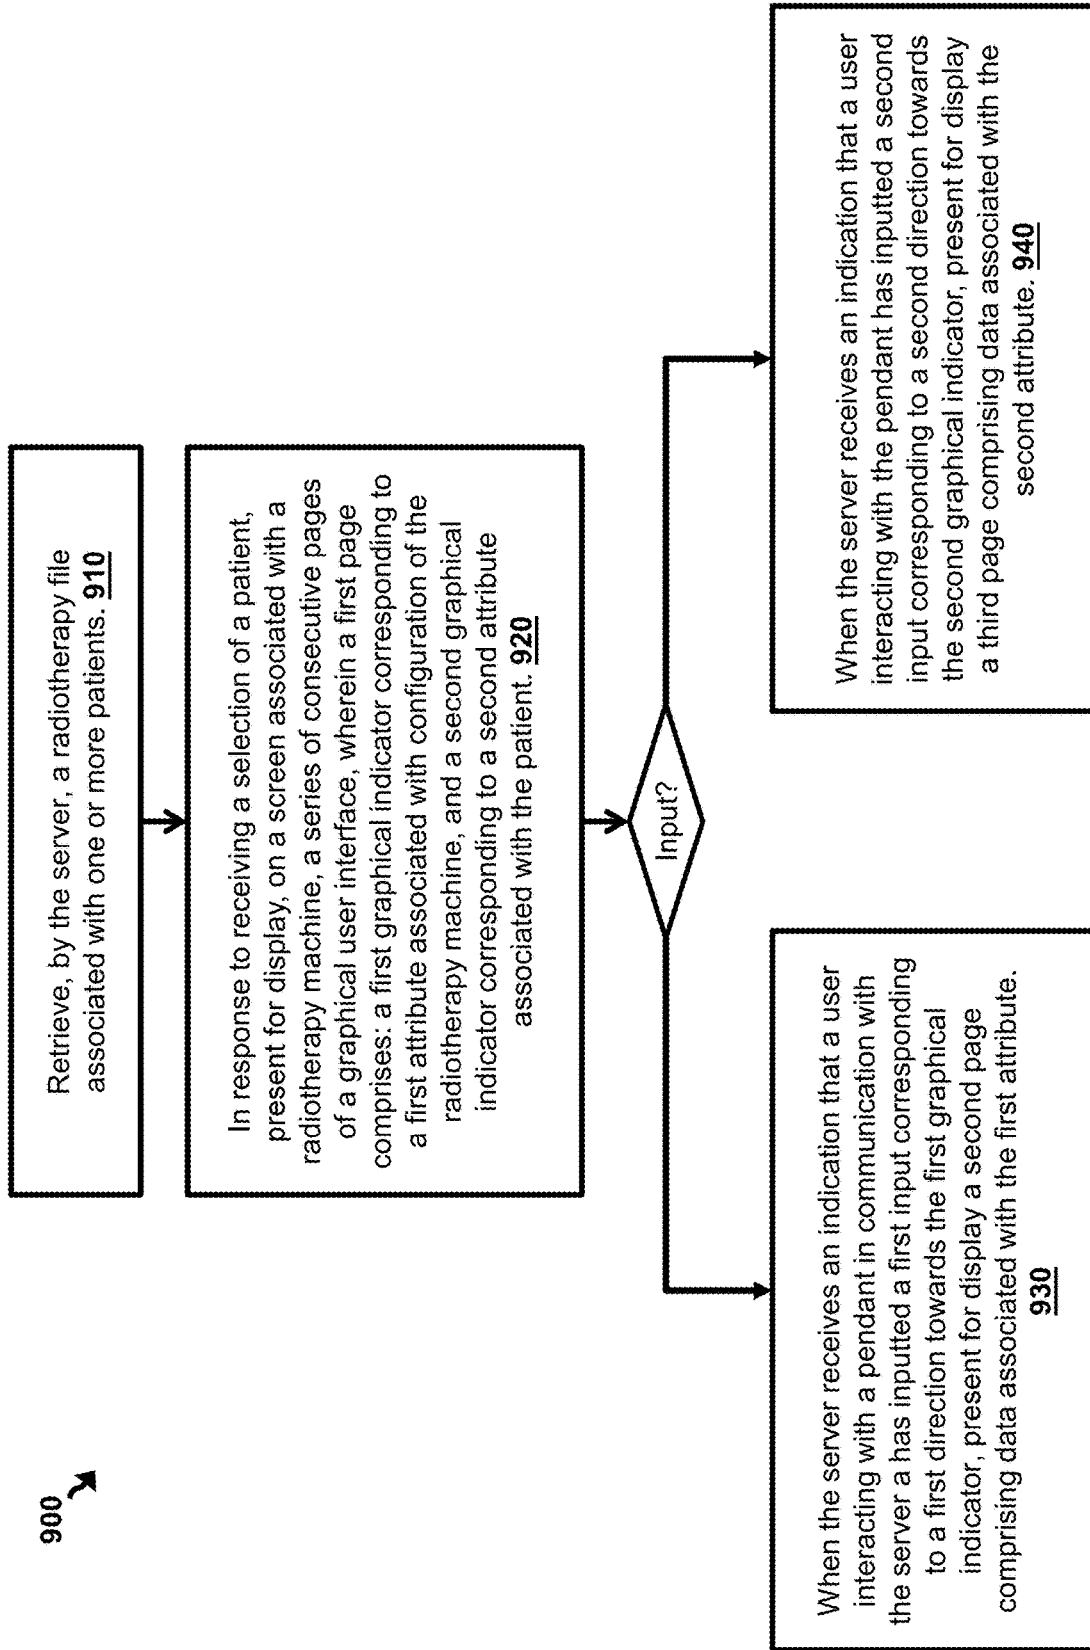 900
Retrieve, by the server, a radiotherapy file
associated with one or more patients. 910
In response to receiving a selection of a patient,
present for display, on a screen associated with a
radiotherapy machine, a series of consecutive pages
of a graphical user interface, wherein a first page
comprises: a first graphical indicator corresponding to
a first attribute associated with configuration of the
radiotherapy machine, and a second graphical
indicator corresponding to a second attribute
associated with the patient. 920
Input?
When the server receives an indication that a user
interacting with a pendant in communication with
the server a has inputted a first input corresponding
to a first direction towards the first graphical
indicator, present for display a second page
comprising data associated with the first attribute.
930
When the server receives an indication that a user
interacting with the pendant has inputted a second
input corresponding to a second direction towards
the second graphical indicator, present for display
a third page comprising data associated with the
second attribute. 940